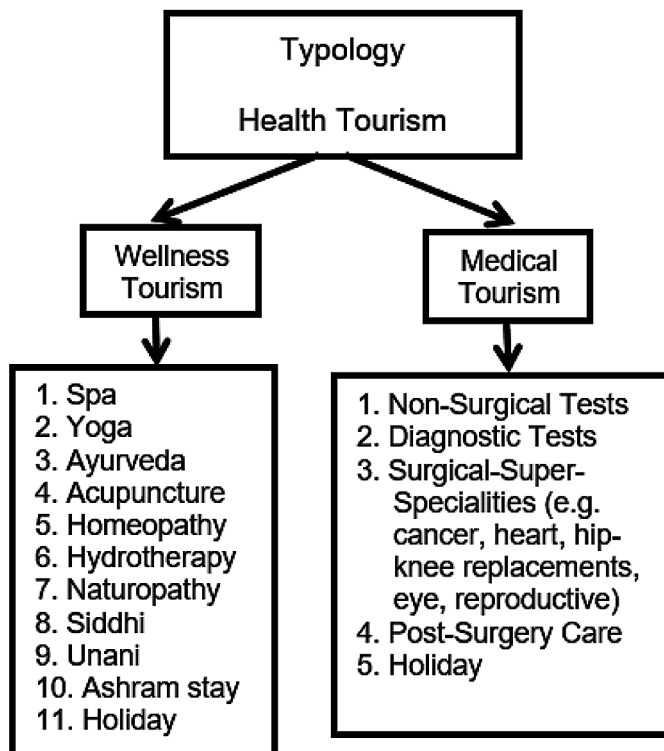 Typology
Health Tourism
Wellness
Tourism
Medical
Tourism
1. Spa
2. Yoga
3. Ayurveda
4. Acupuncture
5. Homeopathy
6. Hydrotherapy
7. Naturopathy
8. Siddhi
9. Unani
10. Ashram stay
11. Holiday
1. Non-Surgical Tests
2. Diagnostic Tests
3. Surgical-Super-
Specialities (e.g.
cancer, heart, hip-
knee replacements,
eye, reproductive)
4. Post-Surgery Care
5. Holiday